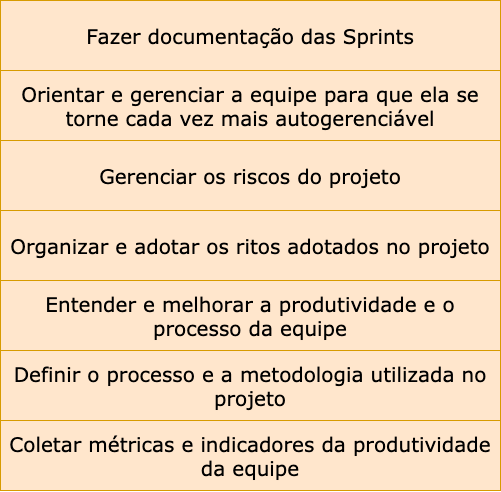 Fazer documentação das Sprints
Orientar e gerenciar a equipe para que ela se
torne cada vez mais autogerenciável
Gerenciar os riscos do projeto
Organizar e adotar os ritos adotados no projeto
Entender e melhorar a produtividade e o
processo da equipe
Definir o processo e a metodologia utilizada no
projeto
Coletar métricas e indicadores da produtividade
da equipe